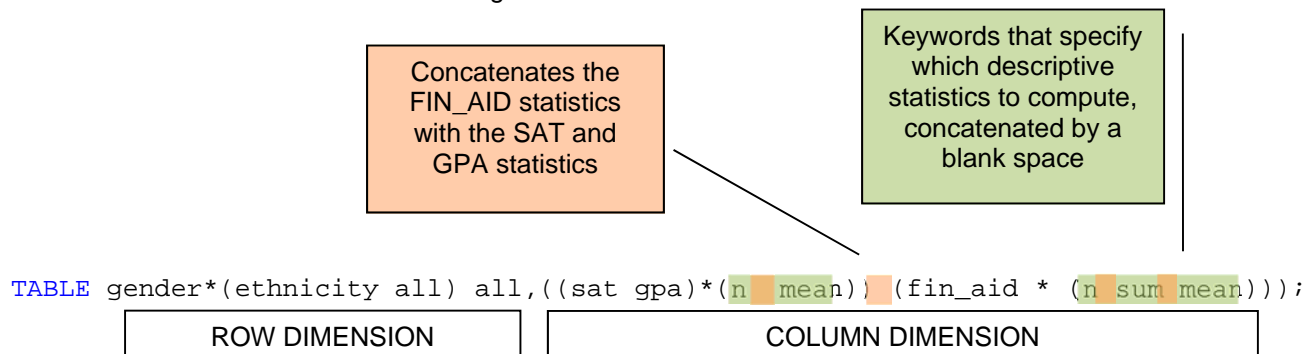 Concatenates the
FIN_AID statistics
with the SAT and
GPA statistics
Keywords that specify
which descriptive
statistics to compute,
concatenated by a
blank space
TABLE gender*(ethnicity all) all,((sat gpa)*(n mean)) (fin_aid * (n sum mean)));
ROW DIMENSION
COLUMN DIMENSION